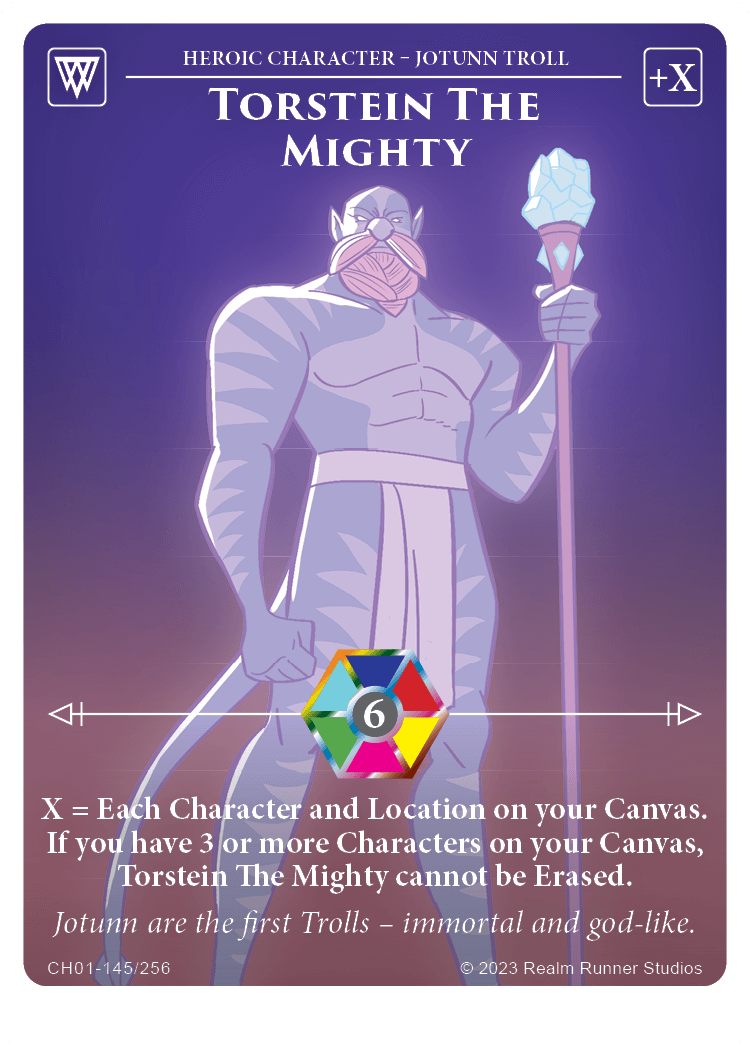 HEROIC CHARACTER – JOTUNN TROLL
+X
TORSTEIN THE
MIGHTY
6
X = Each Character and Location on your Canvas.
If you have 3 or more Characters on your Canvas,
Torstein The Mighty cannot be Erased.
Jotunn are the first Trolls – immortal and god-like.
CH01-145/256
© 2023 Realm Runner Studios